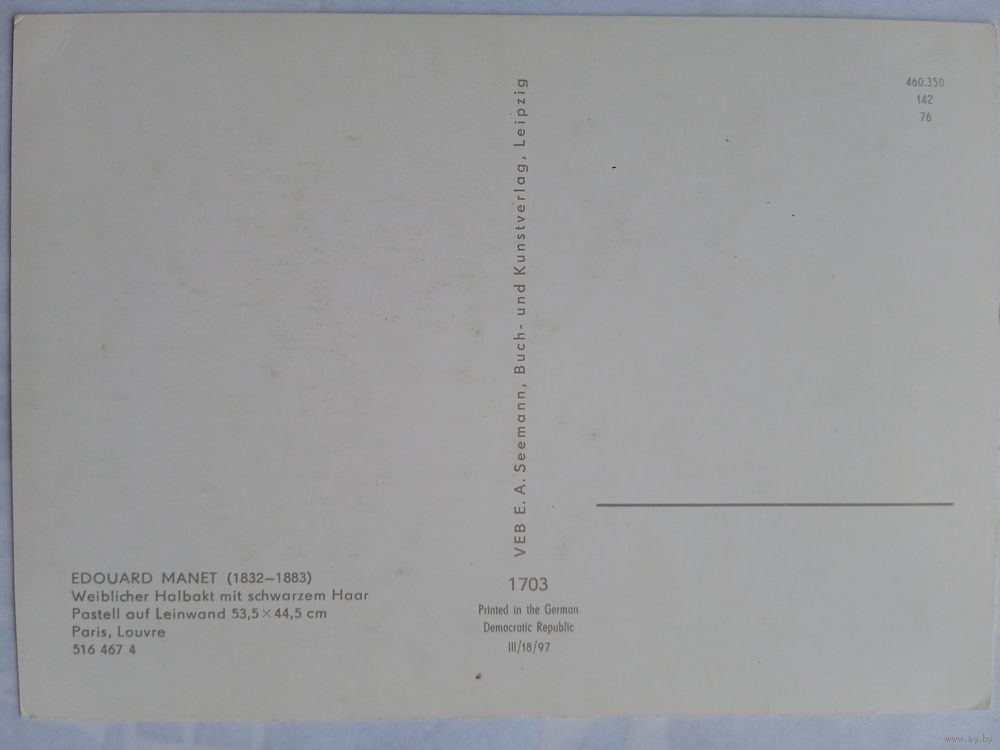 460.350
142
76
VEB E. A. Seemann, Buch- und Kunstverlag, Leipzig
EDOUARD MANET (1832–1883)
Weiblicher Halbakt mit schwarzem Haar
Pastell auf Leinwand 53,5×44,5 cm
Paris, Louvre
516 467 4
1703
Printed in the German
Democratic Republic
III/18/97
www.ay.by